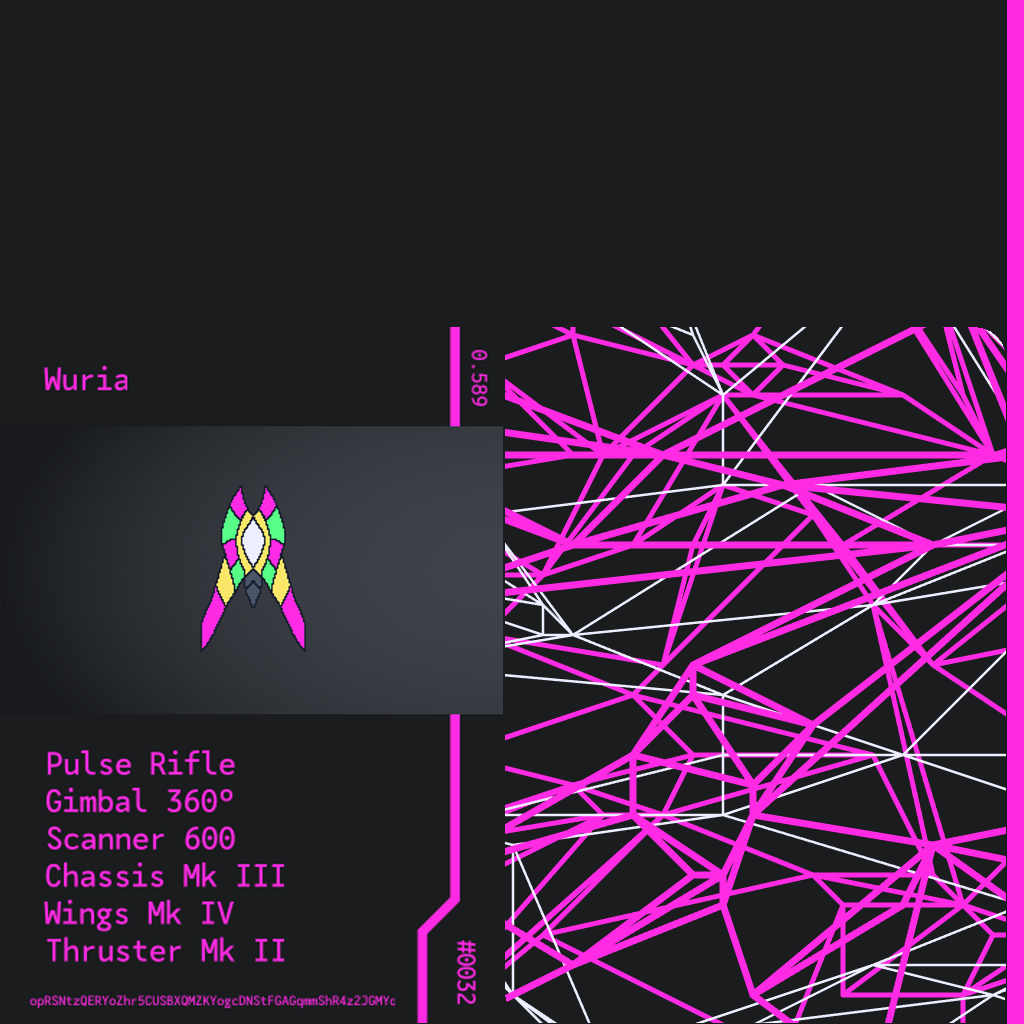 Wuria
0.589
Pulse Rifle
Gimbal 360º
Scanner 600
Chassis Mk III
Wings Mk IV
Thruster Mk II
#0032
opRSNtzQERYoZhr5CUSBXQMZKYogcDNStFGAGqmmShR4z2JGMYc